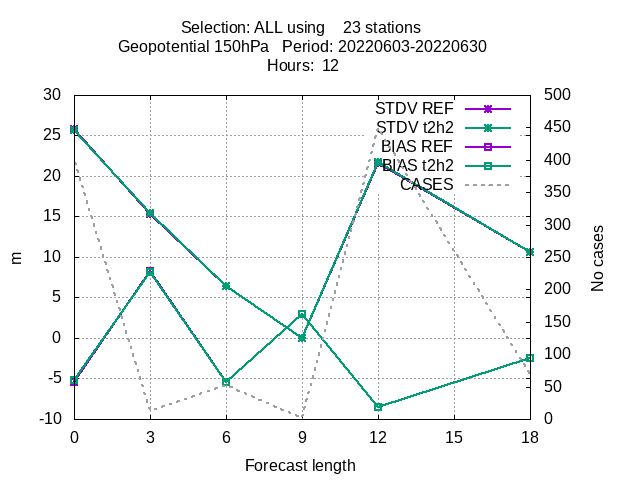 Selection: ALL using    23 stations
Geopotential 150hPa   Period: 20220603-20220630
Hours:  12
30
25
20
15
10
5
0
-5
-10
500
450
400
350
300
250
200
150
100
50
0
STDV REF
STDV t2h2
BIAS REF
BIAS t2h2
CASES
m
No cases
0 3 6 9 12 15 18
Forecast length